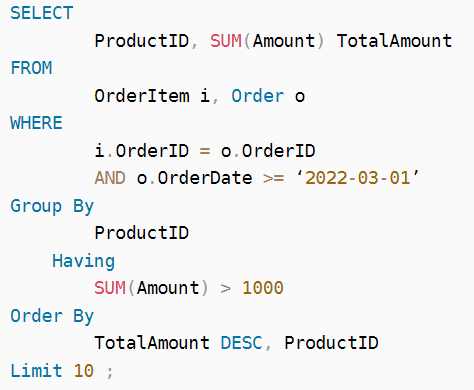 SELECT
ProductID, SUM(Amount) TotalAmount
FROM
OrderItem i, Order o
WHERE
i.OrderID = o.OrderID
AND o.OrderDate >= ‘2022-03-01’
Group By
ProductID
Having
SUM(Amount) > 1000
Order By
TotalAmount DESC, ProductID
Limit 10 ;